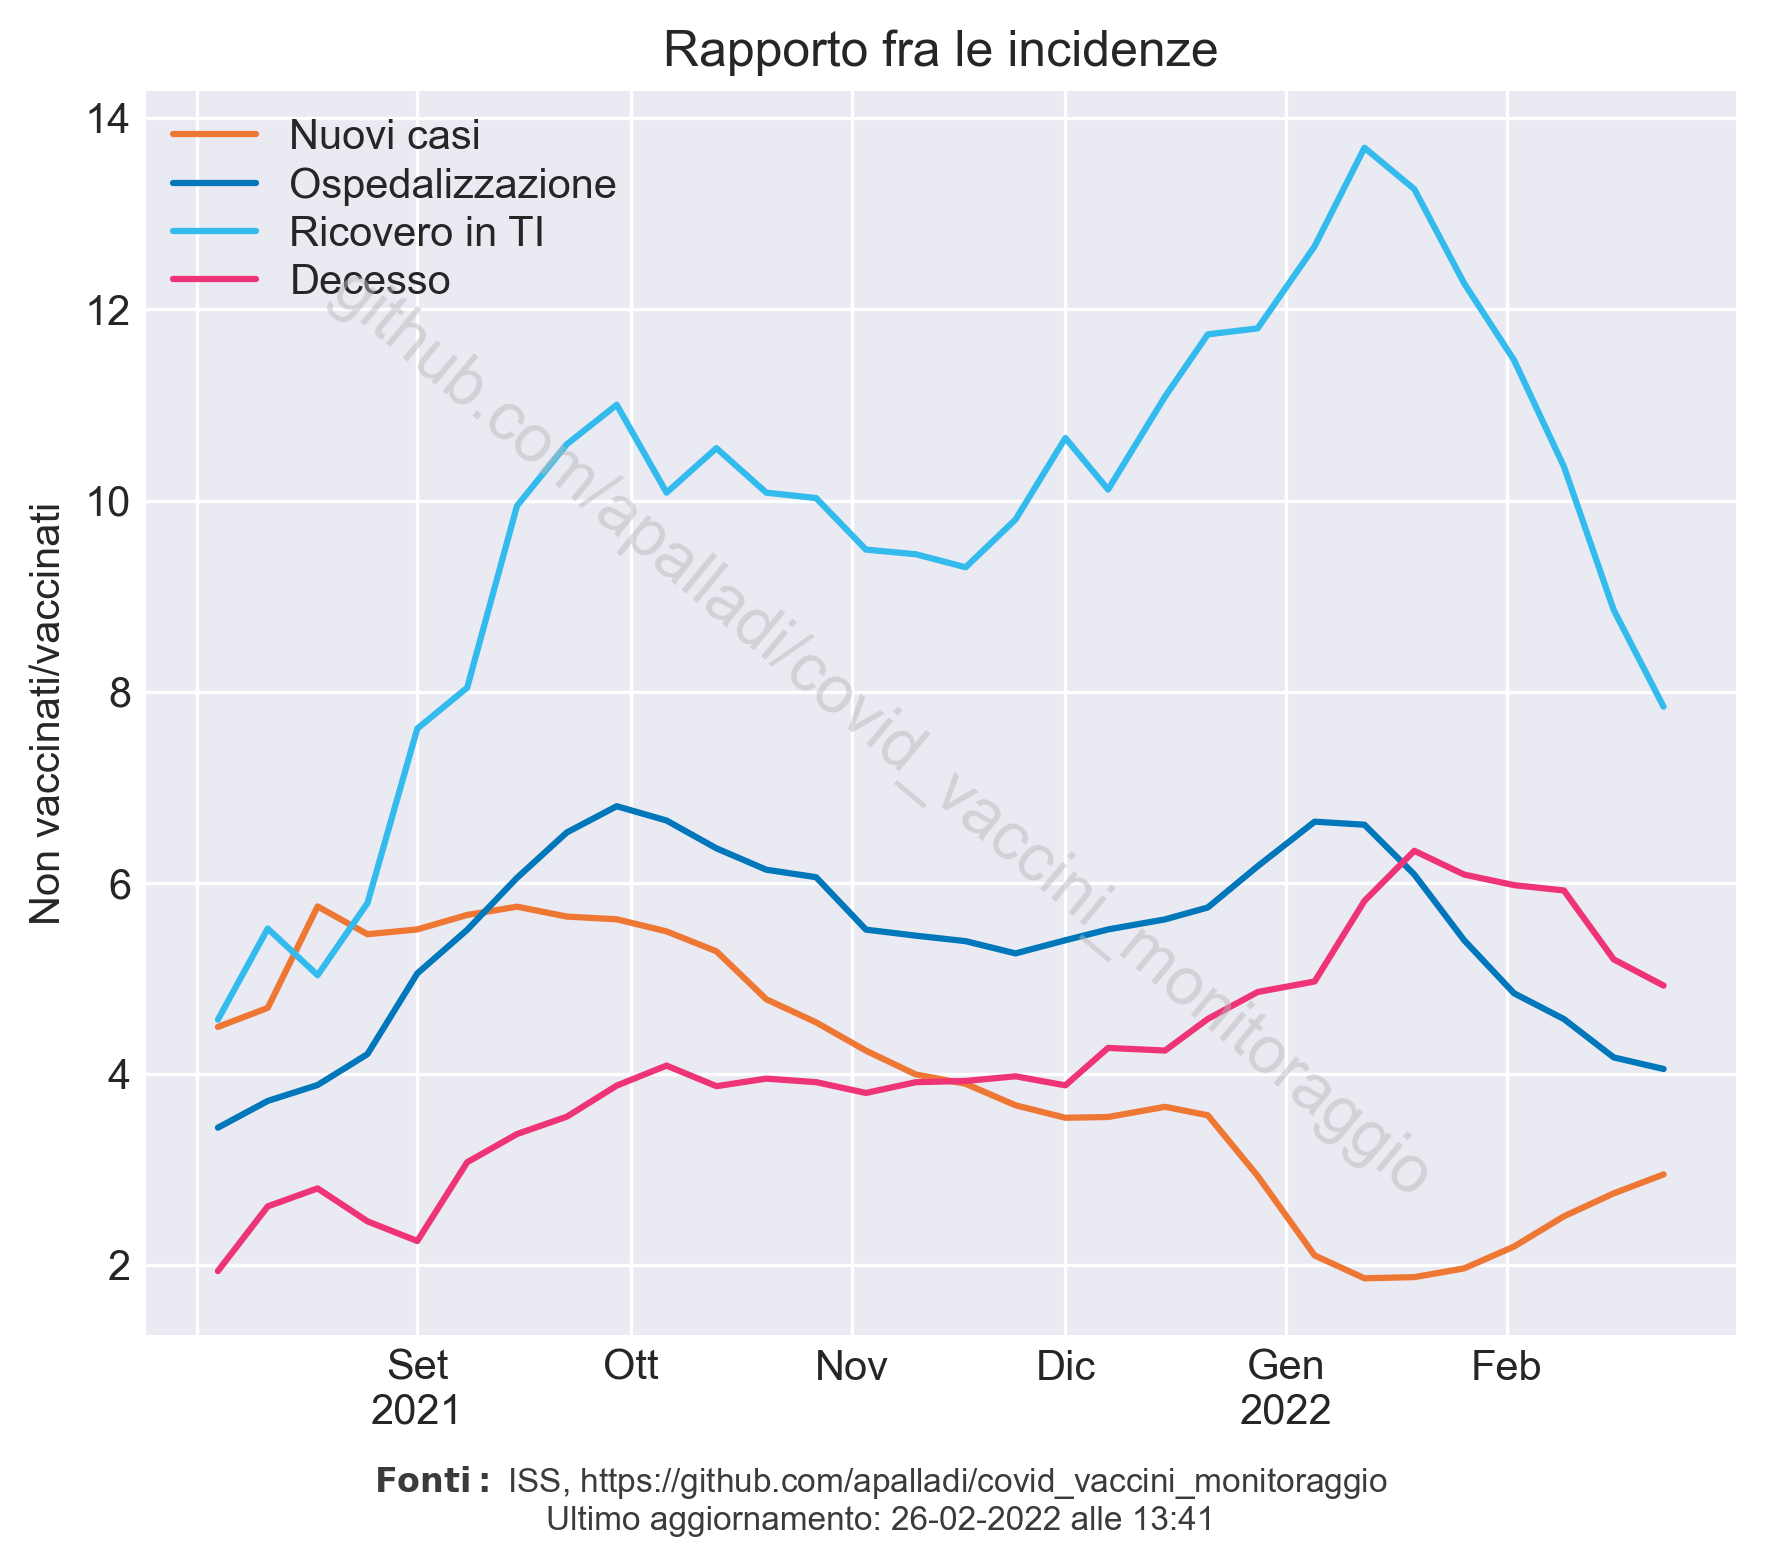 Rapporto fra le incidenze
14
12
10
8
6
4
2
Non vaccinati/vaccinati
Nuovi casi
Ospedalizzazione
Ricovero in TI
Decesso
github.com/apalladi/covid_vaccini_monitoraggio
Set Ott Nov Dic Gen Feb
2021 2022
Fonti: ISS, https://github.com/apalladi/covid_vaccini_monitoraggio
Ultimo aggiornamento: 26-02-2022 alle 13:41